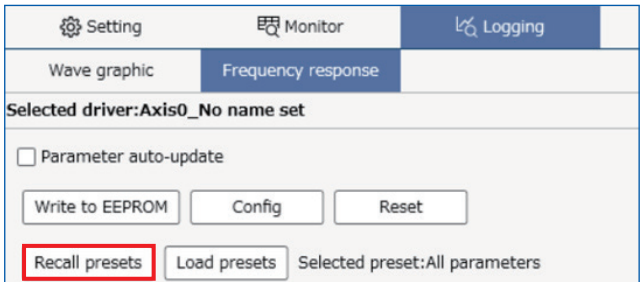 Setting Monitor Logging
Wave graphic Frequency response
Selected driver:Axis0_No name set
Parameter auto-update
Write to EEPROM Config Reset
Recall presets Load presets Selected preset:All parameters